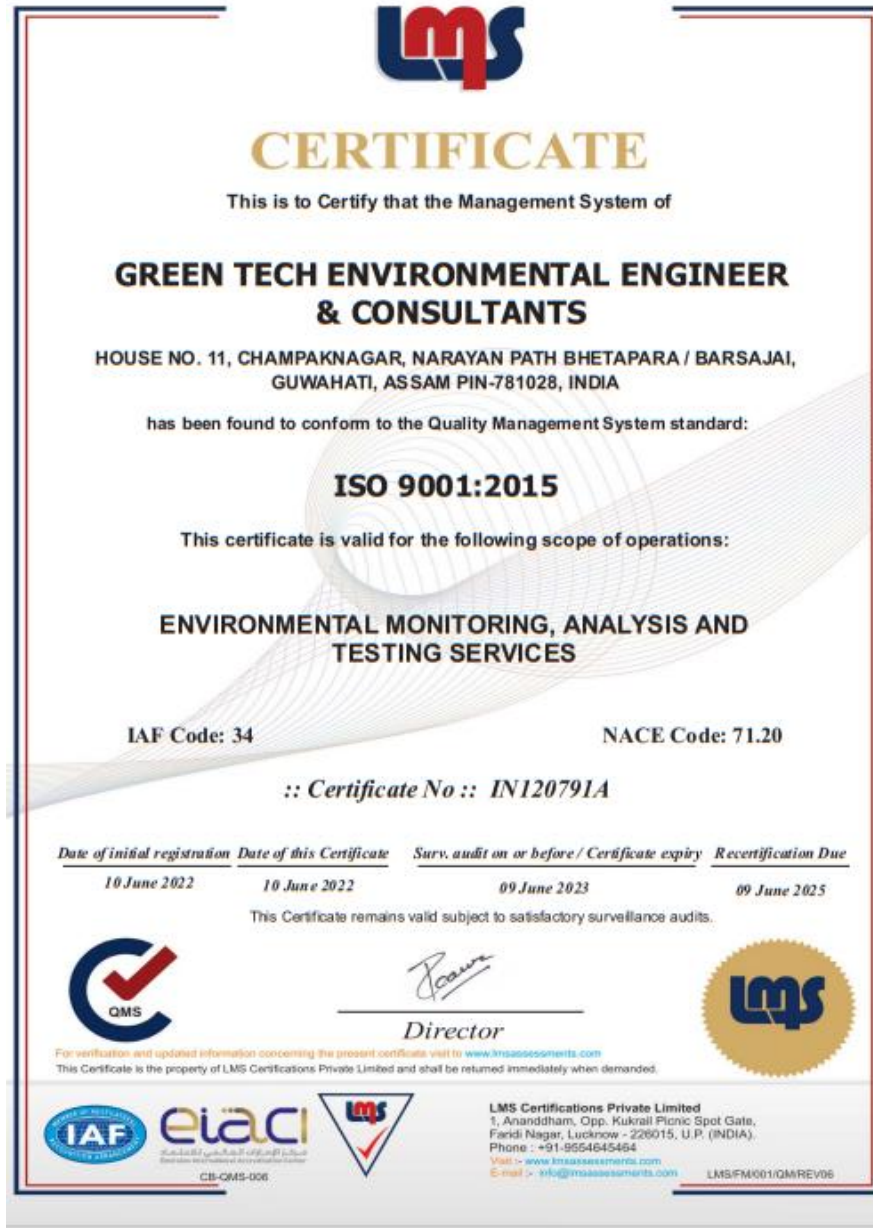 LMS
CERTIFICATE
This is to Certify that the Management System of
GREEN TECH ENVIRONMENTAL ENGINEER
& CONSULTANTS
HOUSE NO. 11, CHAMPAKNAGAR, NARAYAN PATH BHETAPARA / BARSAJAI,
GUWAHATI, ASSAM PIN-781028, INDIA
has been found to conform to the Quality Management System standard:
ISO 9001:2015
This certificate is valid for the following scope of operations:
ENVIRONMENTAL MONITORING, ANALYSIS AND
TESTING SERVICES
IAF Code: 34 NACE Code: 71.20
:: Certificate No :: IN120791A
Date of initial registration Date of this Certificate Surv. audit on or before / Certificate expiry Recertification Due
10 June 2022 10 June 2022 09 June 2023 09 June 2025
This Certificate remains valid subject to satisfactory surveillance audits.
QMS
LMS
Director
For verification and updated information concerning the present certificate visit to www.lmsassessments.com
This Certificate is the property of LMS Certifications Private Limited and shall be returned immediately when demanded.
IAF
eiaci
CB-QMS-006
LMS
LMS Certifications Private Limited
1, Ananddham, Opp. Kukrail Picnic Spot Gate,
Faridi Nagar, Lucknow - 226015, U.P. (INDIA).
Phone : +91-9554645464
Visit :- www.lmsassessments.com
E-mail :- info@lmsassessments.com
LMS/FM/001/QM/REV06